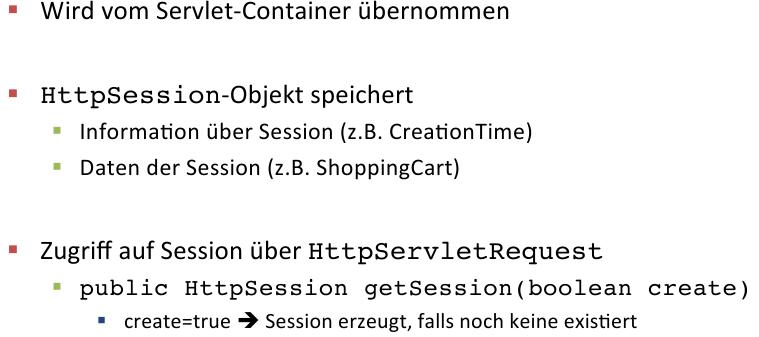 Wird vom Servlet-Container übernommen
HttpSession-Objekt speichert
Information über Session (z.B. CreationTime)
Daten der Session (z.B. ShoppingCart)
Zugriff auf Session über HttpServletRequest
public HttpSession getSession(boolean create)
create=true ➔ Session erzeugt, falls noch keine existiert